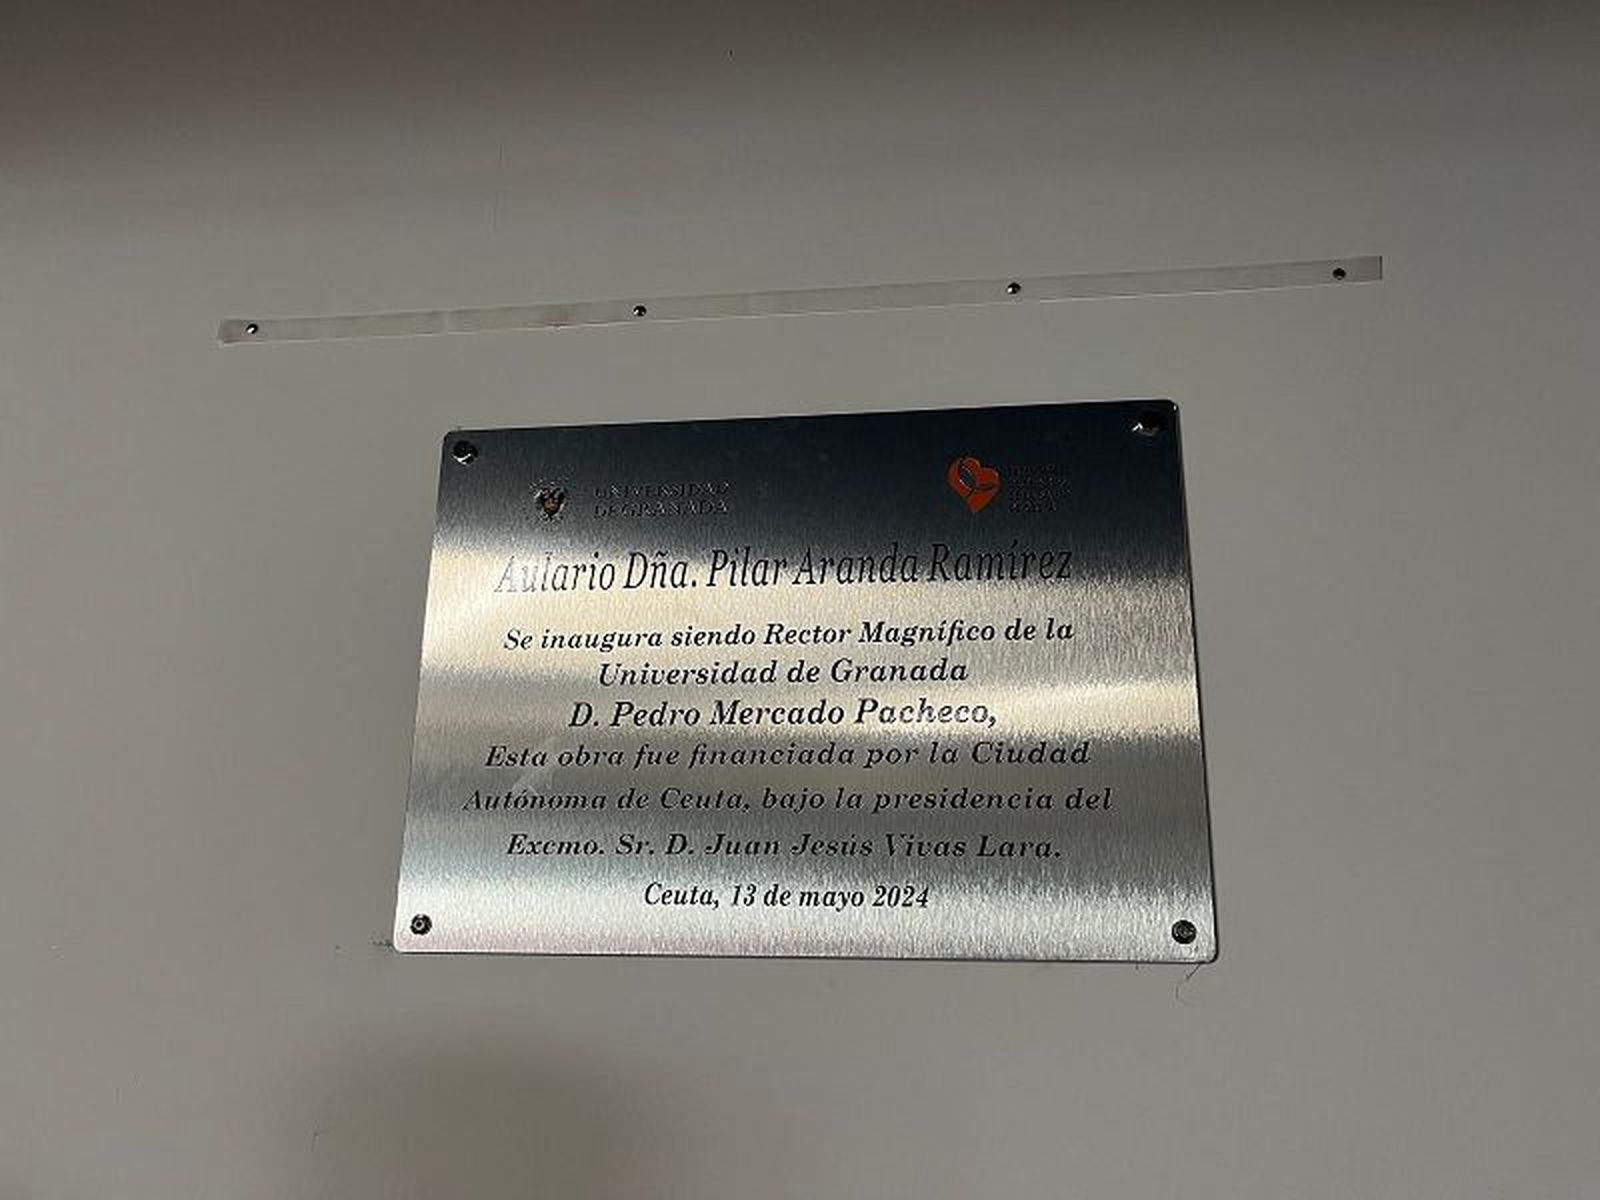 UNIVERSIDAD
DE GRANADA
Aulario Dña. Pilar Aranda Ramírez
Se inaugura siendo Rector Magnífico de la
Universidad de Granada
D. Pedro Mercado Pacheco,
Esta obra fue financiada por la Ciudad
Autónoma de Ceuta, bajo la presidencia del
Excmo. Sr. D. Juan Jesús Vivas Lara.
Ceuta, 13 de mayo 2024